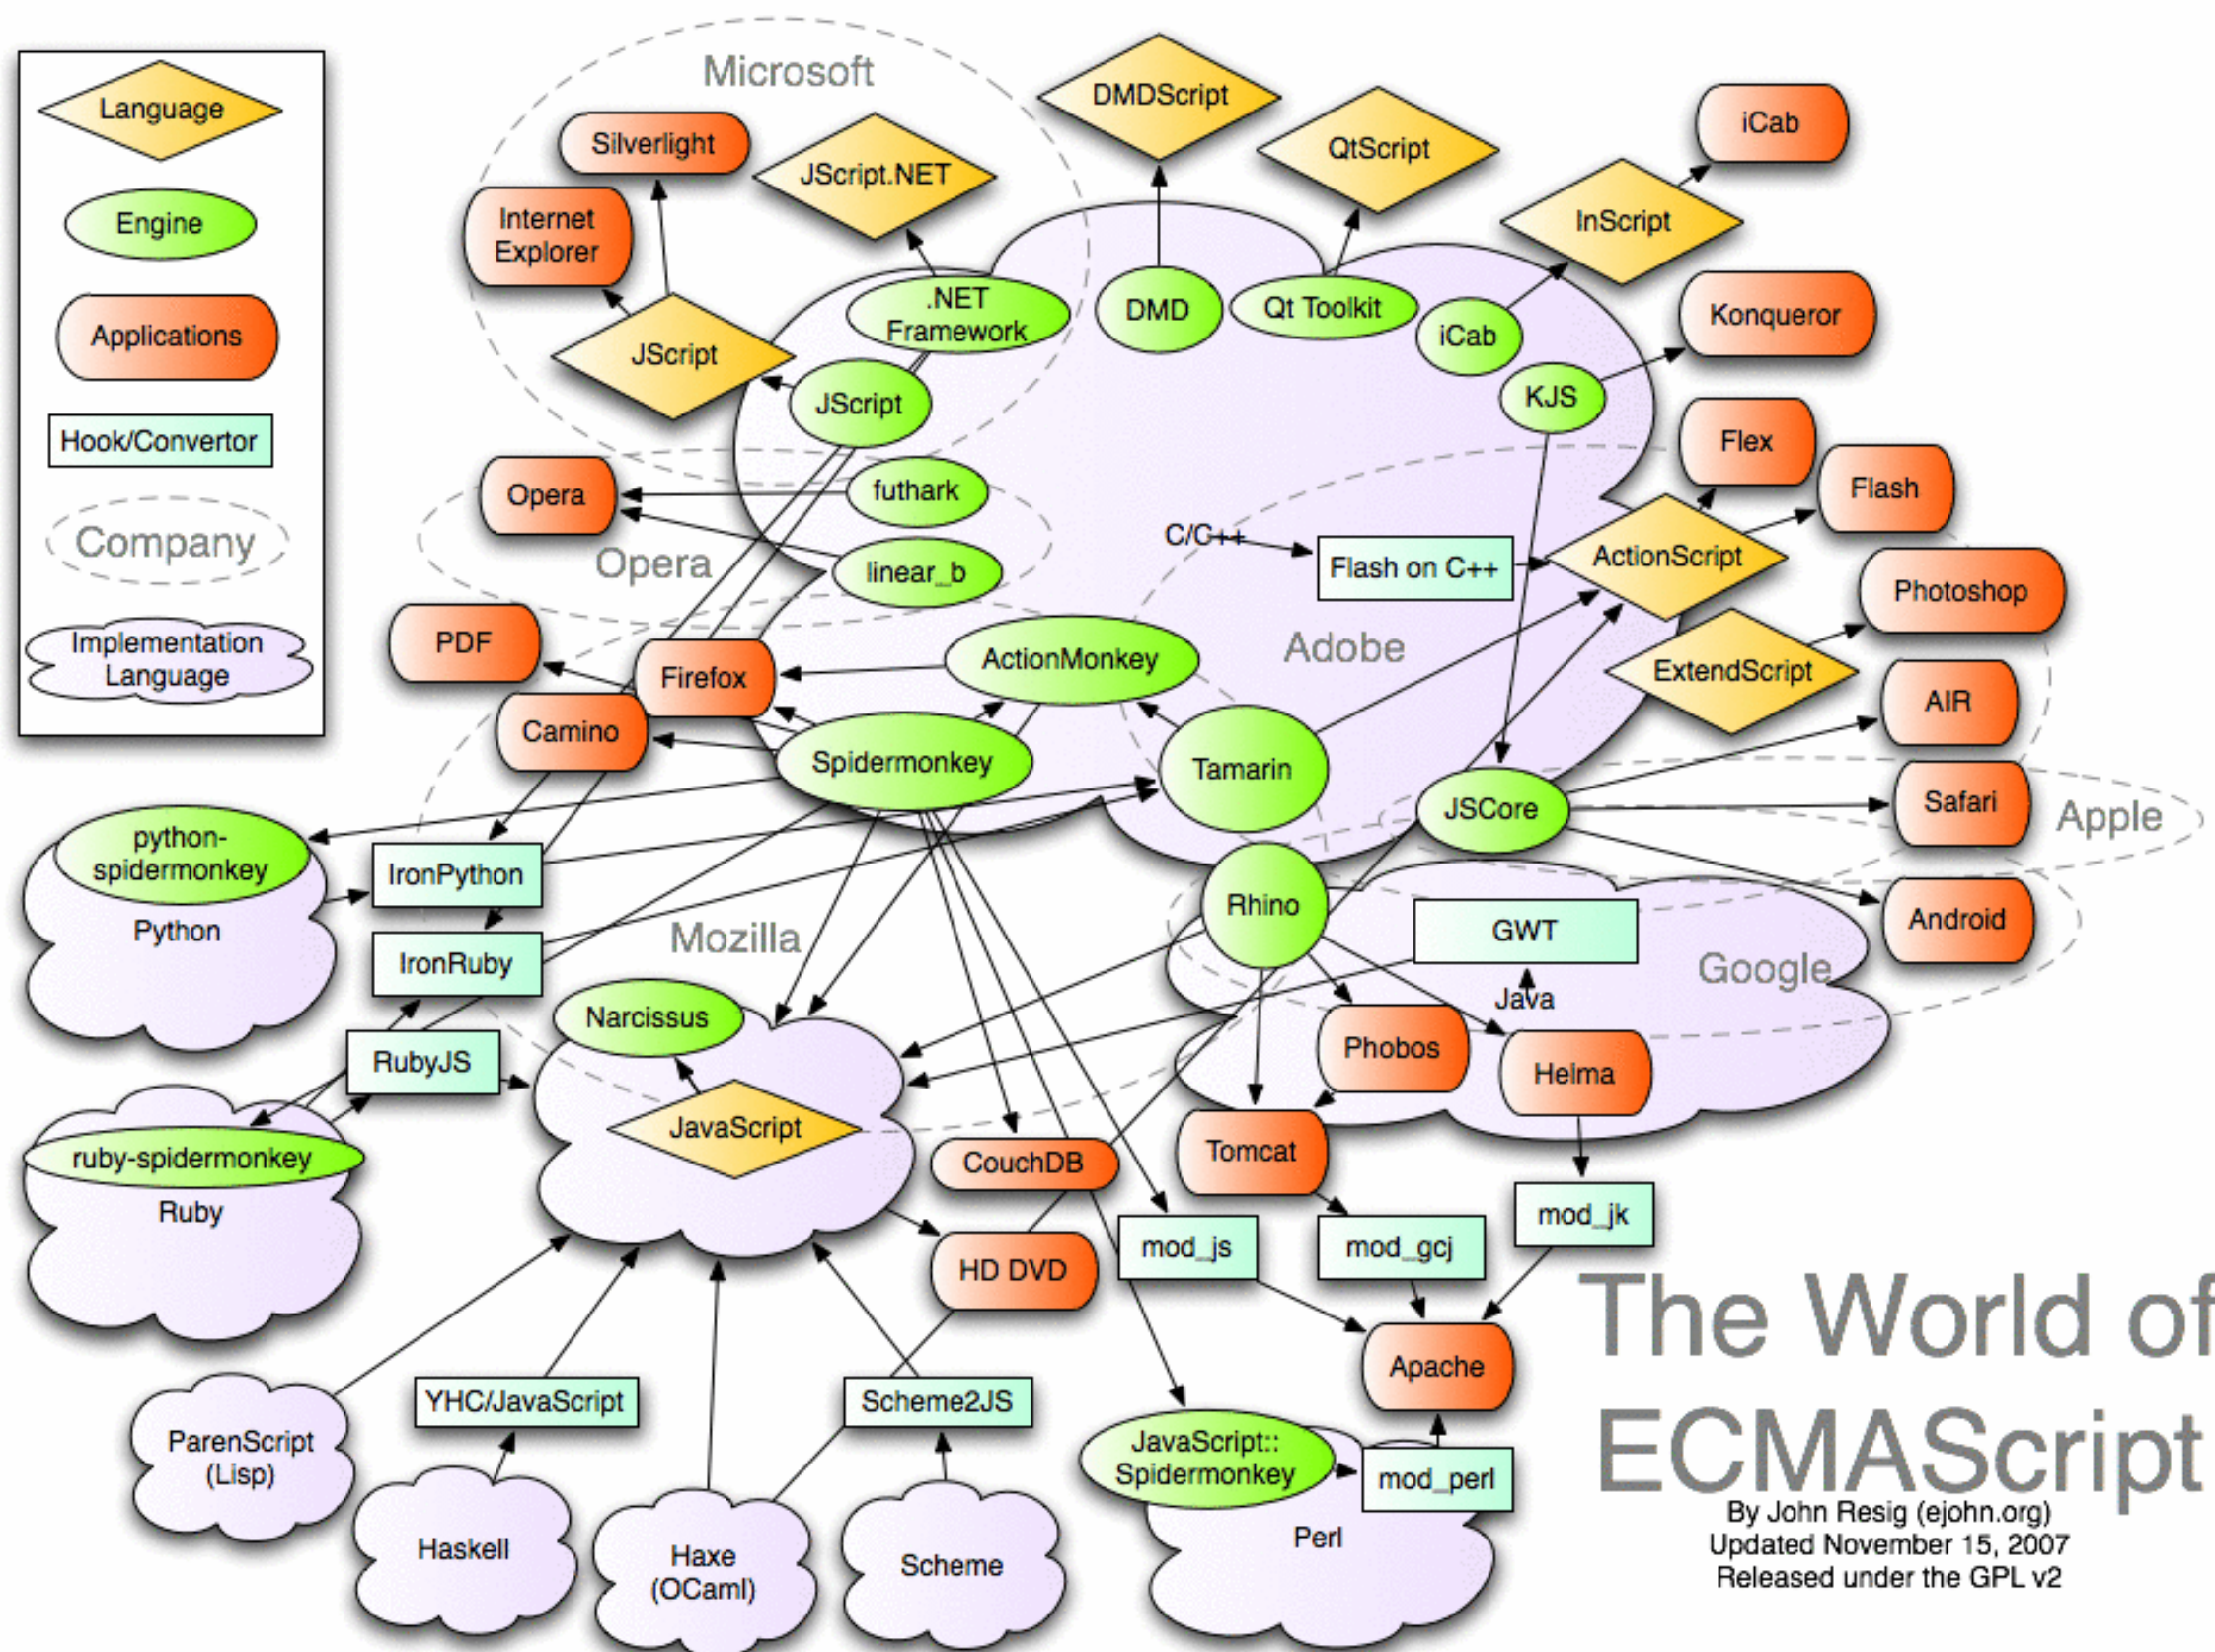 Language
Engine
Applications
Hook/Convertor
Company
Implementation
Language
Microsoft
Silverlight
JScript.NET
Internet
Explorer
JScript
.NET
Framework
JScript
DMDScript
DMD
QtScript
Qt Toolkit
iCab
InScript
iCab
Konqueror
KJS
Flex
Flash
Opera
futhark
Opera
linear_b
C/C++
Flash on C++
ActionScript
Photoshop
PDF
Firefox
ActionMonkey
Adobe
ExtendScript
AIR
Camino
Spidermonkey
Tamarin
JSCore
Safari
Apple
python-
spidermonkey
Python
IronPython
Rhino
GWT
Android
Mozilla
IronRuby
Google
Java
Narcissus
RubyJS
Phobos
Helma
JavaScript
ruby-spidermonkey
Ruby
CouchDB
Tomcat
HD DVD
mod_js
mod_gcj
mod_jk
Apache
YHC/JavaScript
Scheme2JS
ParenScript
(Lisp)
Haskell
Haxe
(OCaml)
Scheme
JavaScript::
Spidermonkey
mod_perl
Perl
The World of
ECMAScript
By John Resig (ejohn.org)
Updated November 15, 2007
Released under the GPL v2